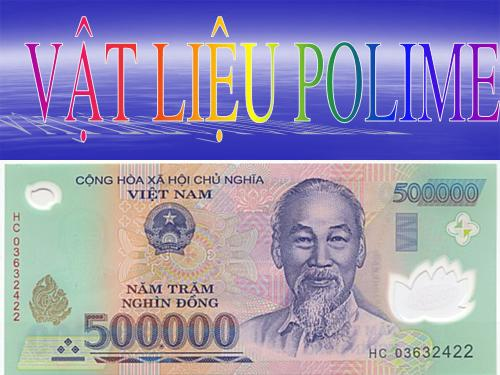 VẬT LIỆU POLIME
CỘNG HÒA XÃ HỘI CHỦ NGHĨA
VIỆT NAM
500000
HC 03632422
NĂM TRĂM
NGHÌN ĐỒNG
500.000
HC 03632422